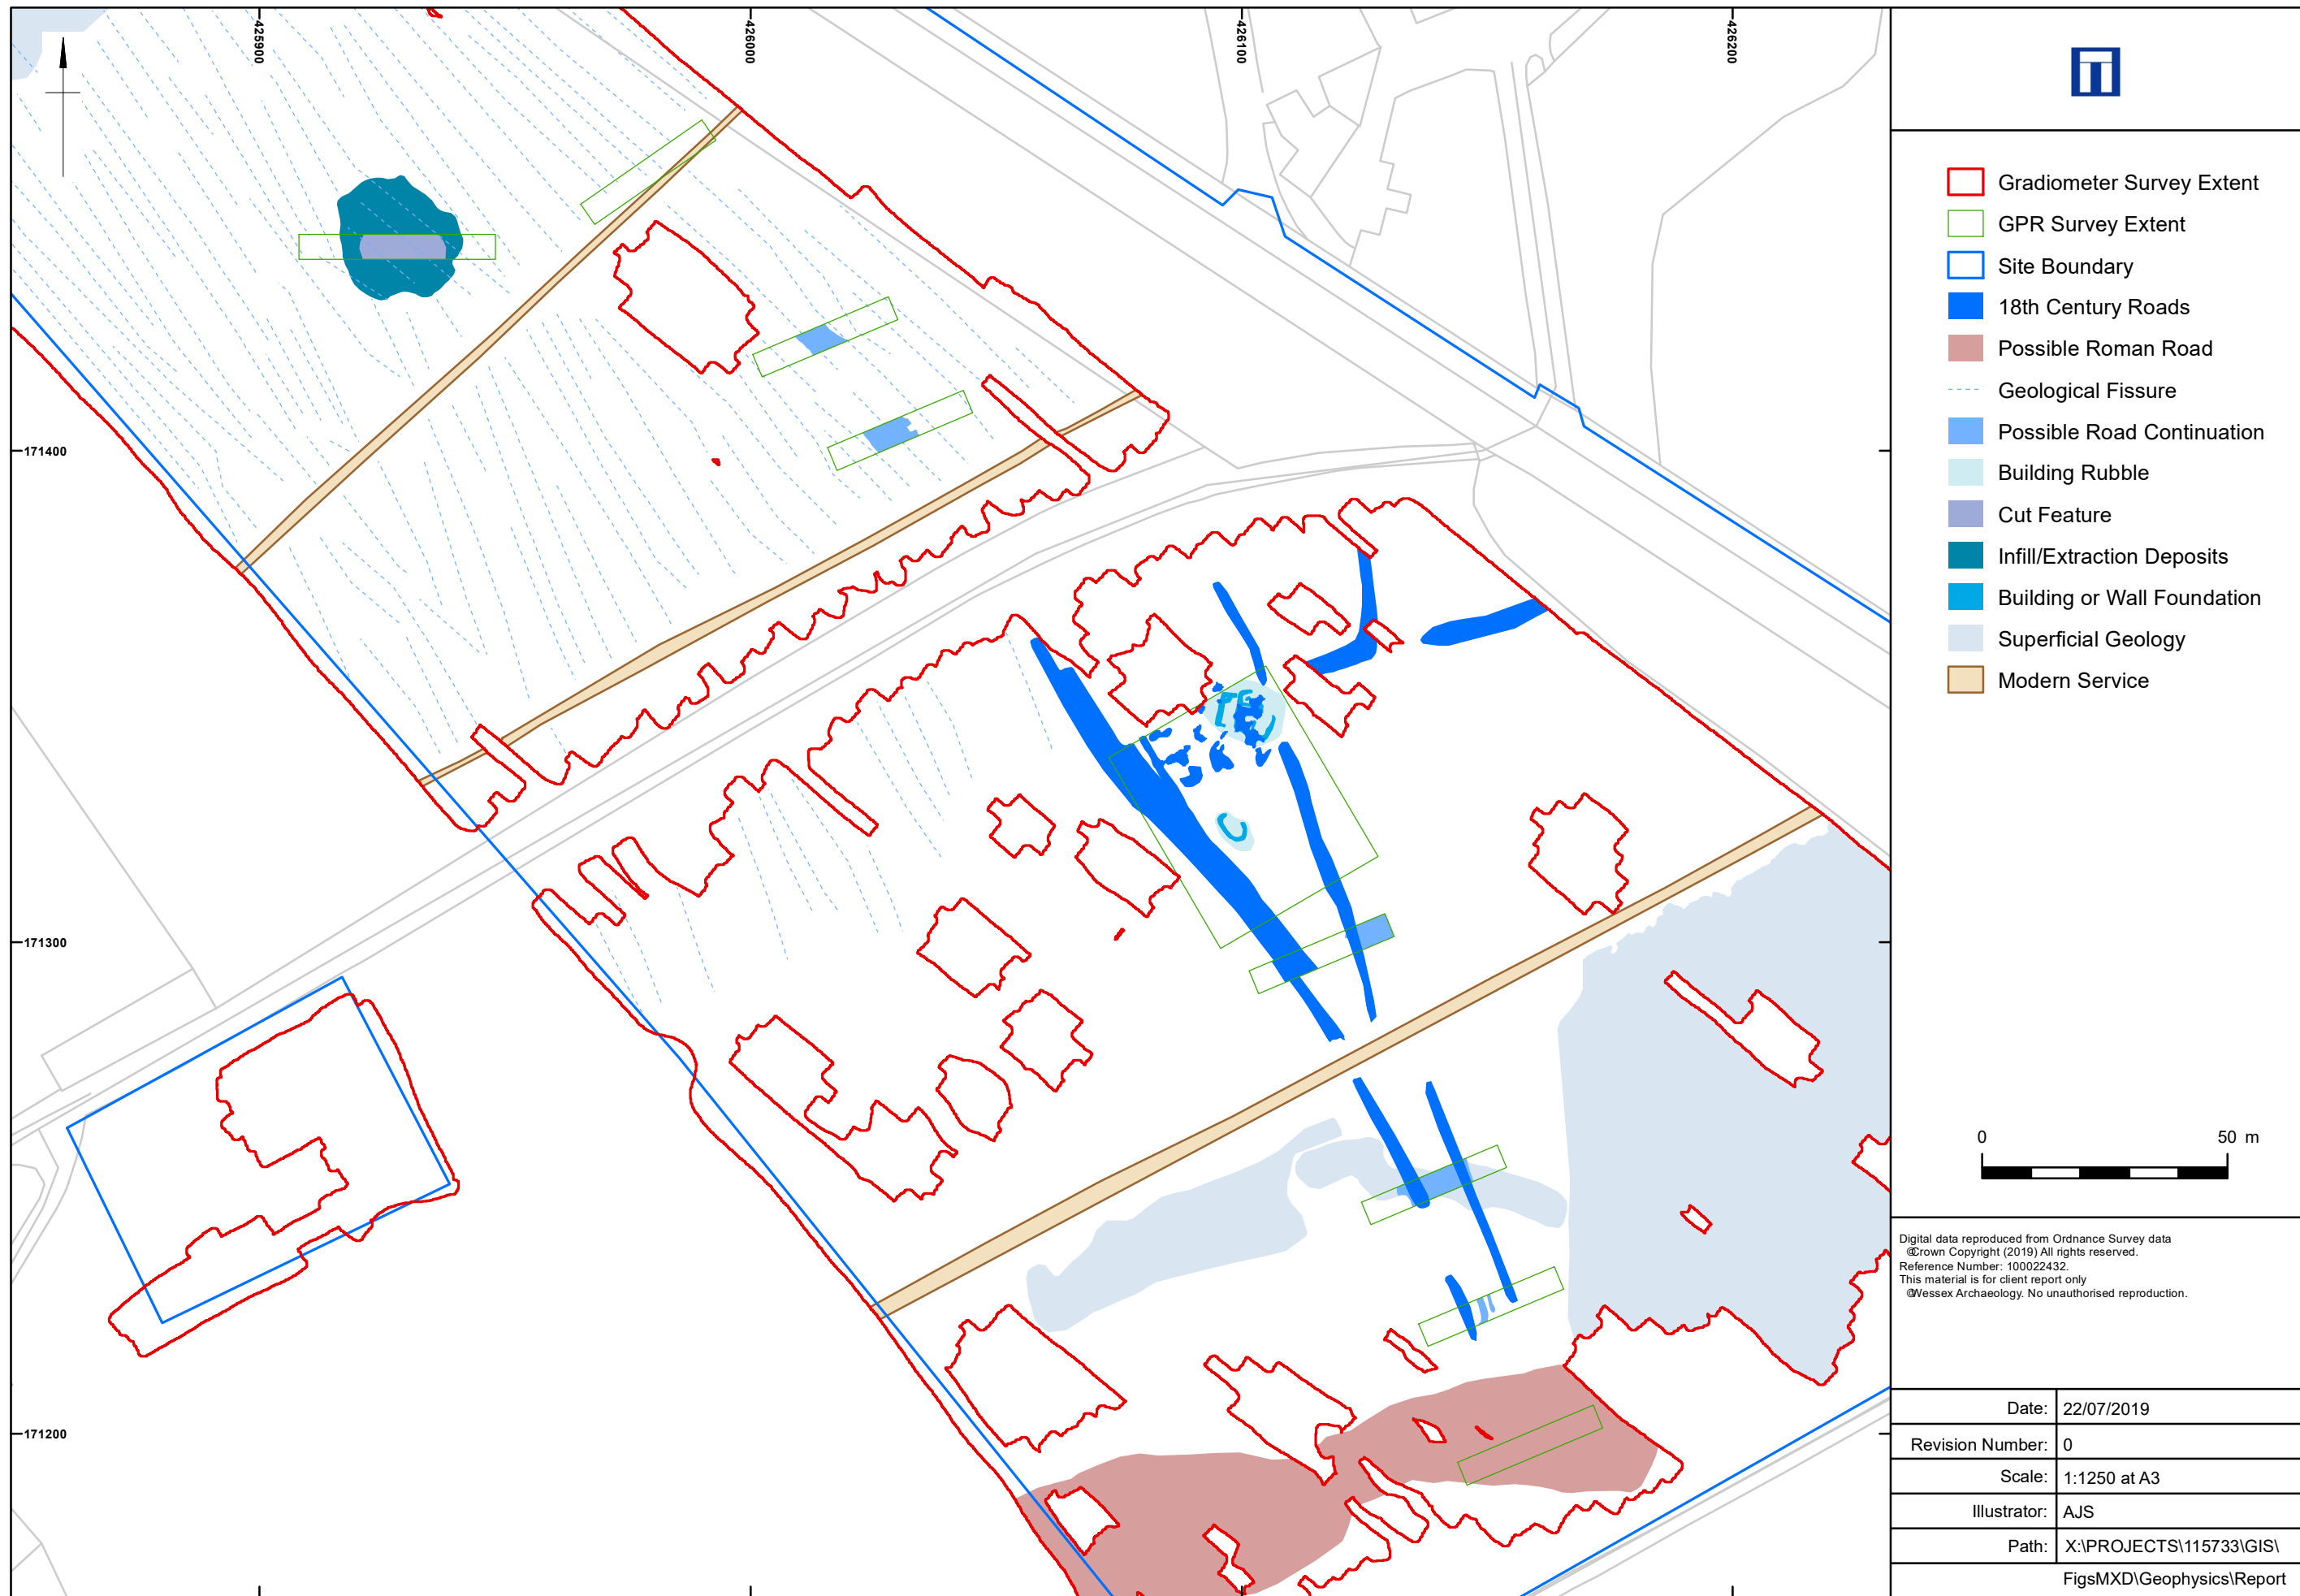 425900
426000
426100
426200
171400
171300
171200
Gradiometer Survey Extent
GPR Survey Extent
Site Boundary
18th Century Roads
Possible Roman Road
Geological Fissure
Possible Road Continuation
Building Rubble
Cut Feature
Infill/Extraction Deposits
Building or Wall Foundation
Superficial Geology
Modern Service
0 50 m
Digital data reproduced from Ordnance Survey data
©Crown Copyright (2019) All rights reserved.
Reference Number: 100022432.
This material is for client report only
©Wessex Archaeology. No unauthorised reproduction.
Date: 22/07/2019
Revision Number: 0
Scale: 1:1250 at A3
Illustrator: AJS
Path: X:\PROJECTS\115733\GIS\
FigsMXD\Geophysics\Report